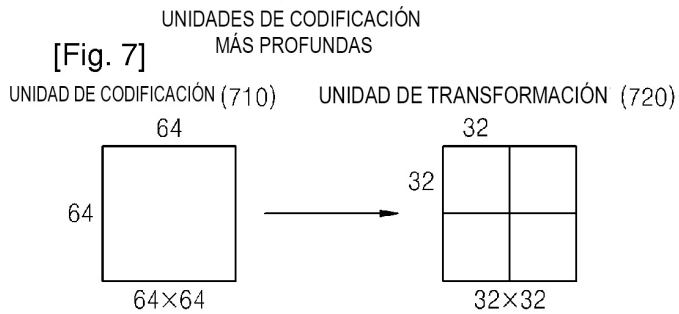 UNIDADES DE CODIFICACIÓN
MÁS PROFUNDAS
[Fig. 7]
UNIDAD DE CODIFICACIÓN (710)
UNIDAD DE TRANSFORMACIÓN (720)
64
32
64
32
64×64
32×32